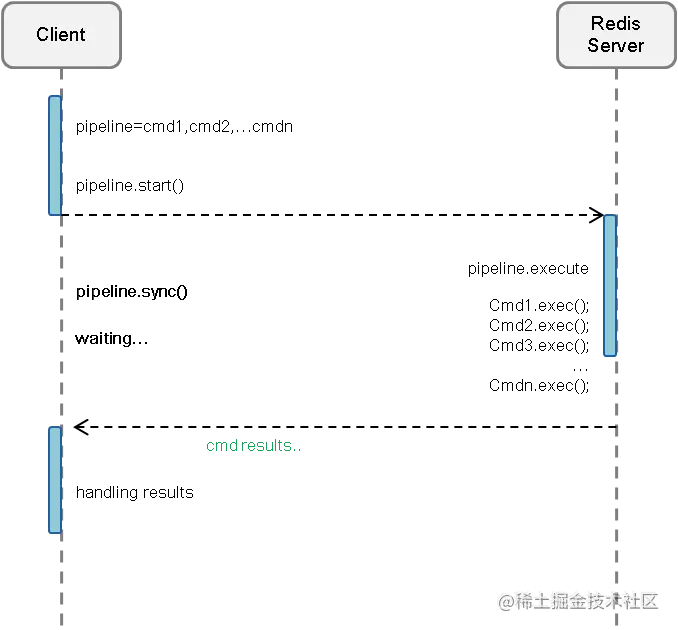 Client
Redis
Server
pipeline=cmd1,cmd2,…cmdn
pipeline.start()
pipeline.execute
pipeline.sync()
Cmd1.exec();
Cmd2.exec();
waiting…
Cmd3.exec();
…
Cmdn.exec();
cmd results..
handling results
@稀土掘金技术社区